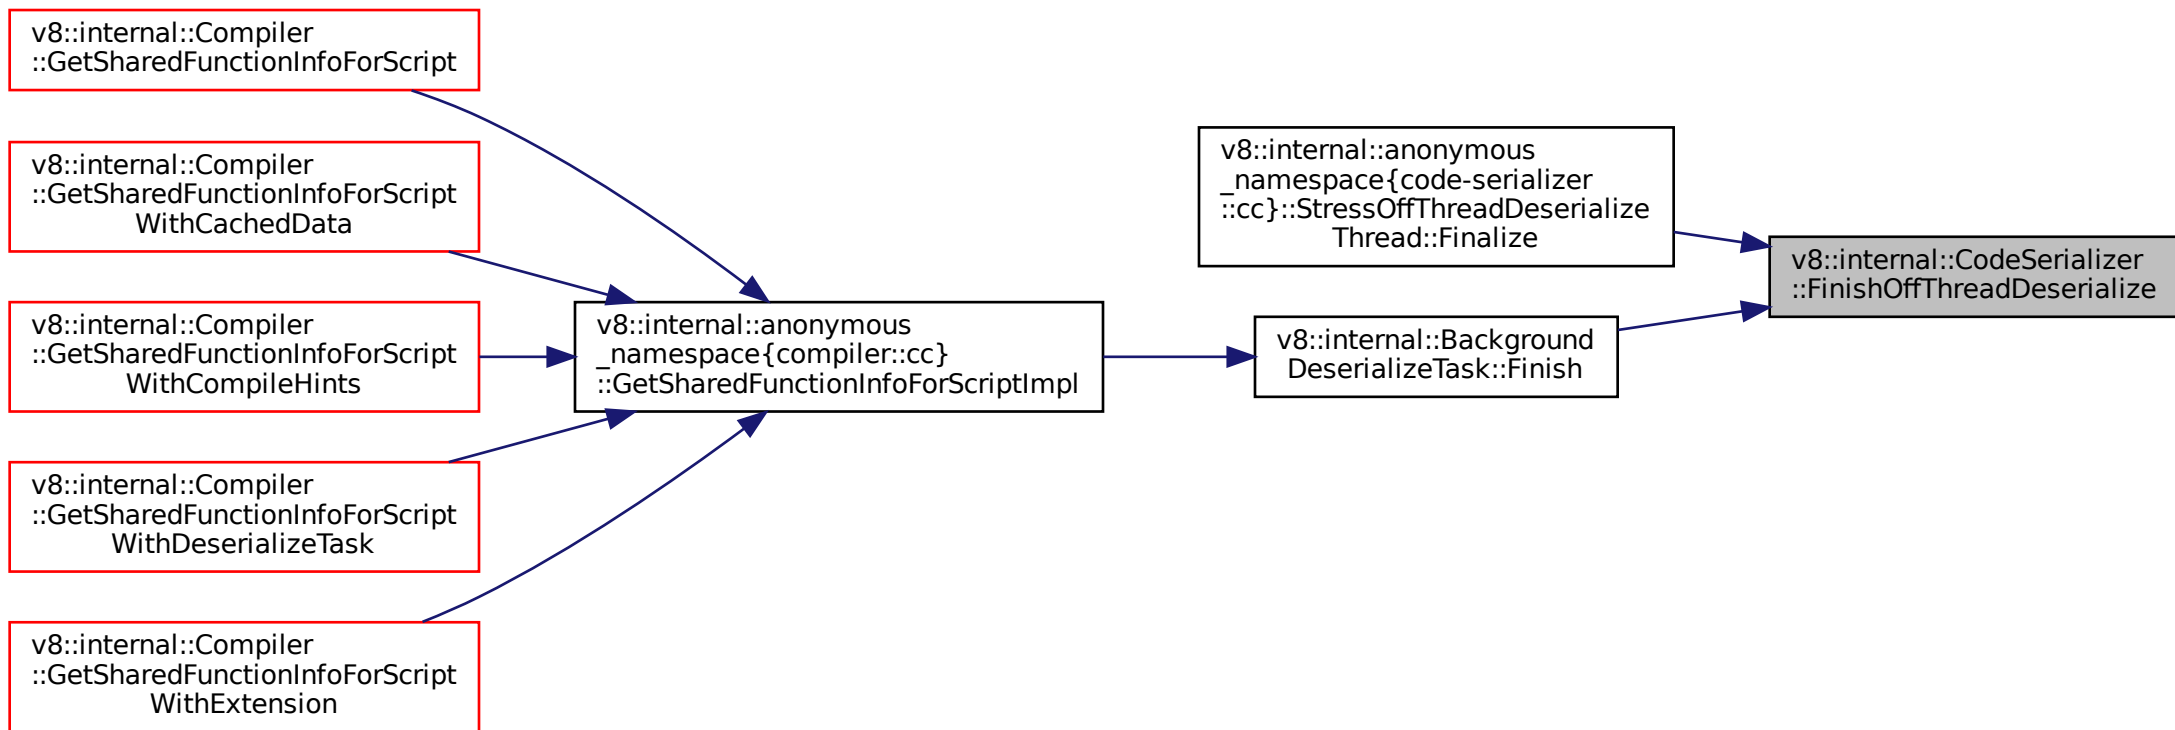 v8::internal::Compiler
::GetSharedFunctionInfoForScript
v8::internal::Compiler
::GetSharedFunctionInfoForScript
WithCachedData
v8::internal::Compiler
::GetSharedFunctionInfoForScript
WithCompileHints
v8::internal::Compiler
::GetSharedFunctionInfoForScript
WithDeserializeTask
v8::internal::Compiler
::GetSharedFunctionInfoForScript
WithExtension
v8::internal::anonymous
_namespace{compiler::cc}
::GetSharedFunctionInfoForScriptImpl
v8::internal::anonymous
_namespace{code-serializer
::cc}::StressOffThreadDeserialize
Thread::Finalize
v8::internal::Background
DeserializeTask::Finish
v8::internal::CodeSerializer
::FinishOffThreadDeserialize